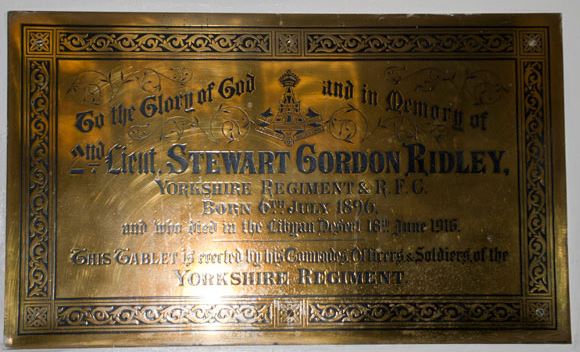 To the Glory of God and in Memory of
2nd Lieut. STEWART GORDON RIDLEY,
YORKSHIRE REGIMENT & R.F.C.
BORN 6TH JULY 1896,
and who died in the Libyan Desert 18th June 1916.
THIS TABLET is erected by his Comrades, Officers & Soldiers, of the
YORKSHIRE REGIMENT.